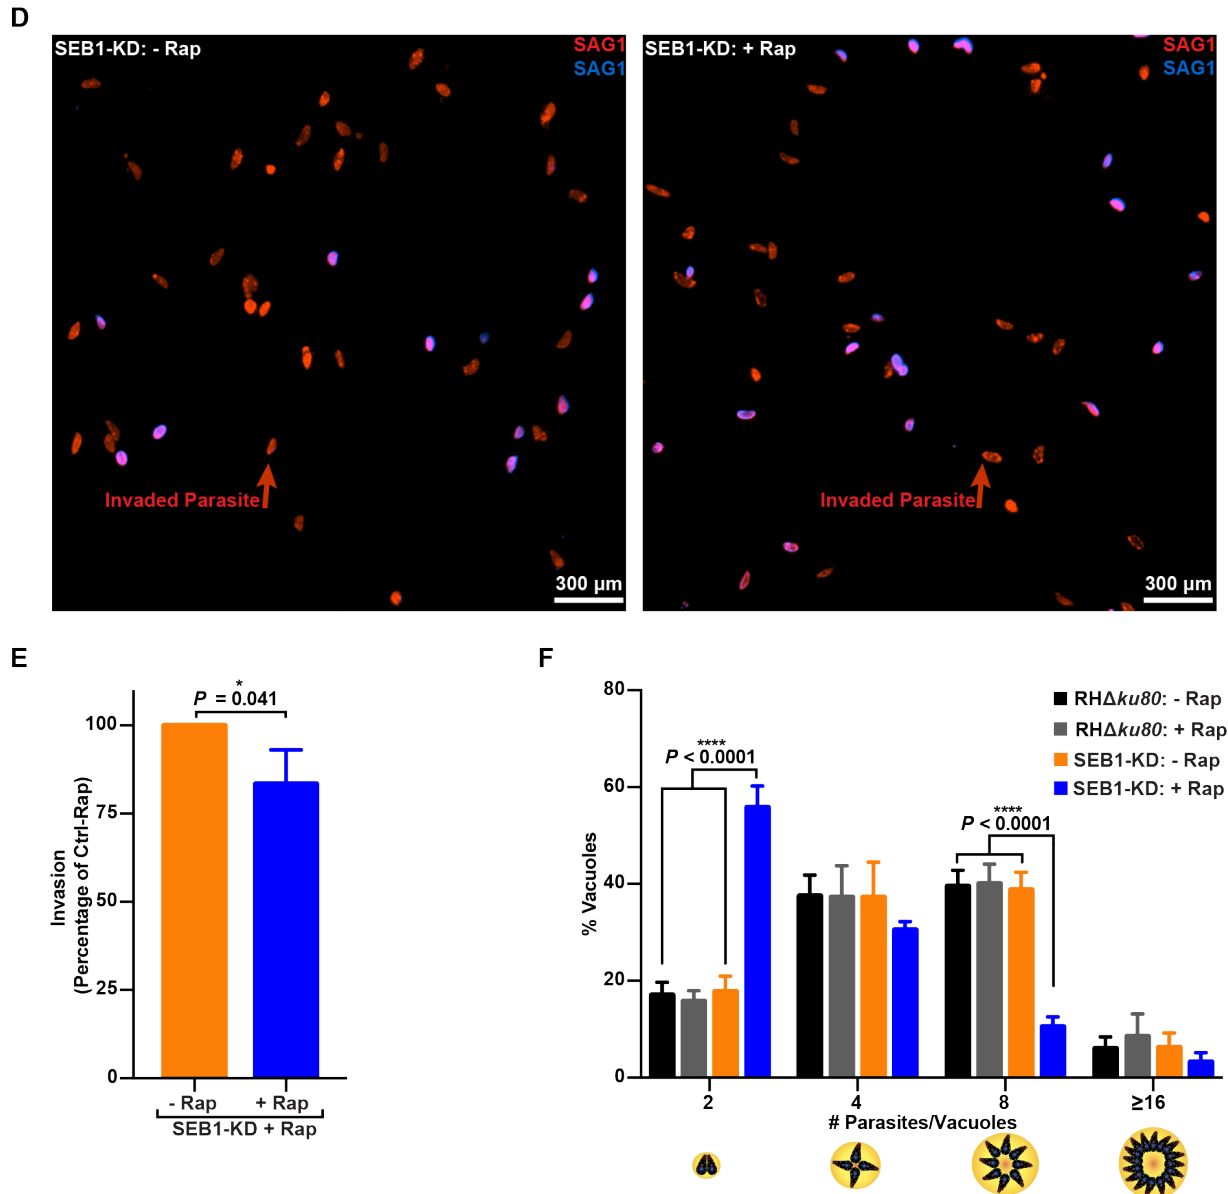 D
SEB1-KD: - Rap
SAG1
SAG1
Invaded Parasite
300 µm
SEB1-KD: + Rap
SAG1
SAG1
Invaded Parasite
300 µm
E
Invasion
(Percentage of Ctrl-Rap)
100
75
50
25
0
*
P = 0.041
- Rap
+ Rap
SEB1-KD + Rap
F
% Vacuoles
80
60
40
20
0
****
P < 0.0001
****
P < 0.0001
RHΔku80: - Rap
RHΔku80: + Rap
SEB1-KD: - Rap
SEB1-KD: + Rap
2
4
8
≥16
# Parasites/Vacuoles